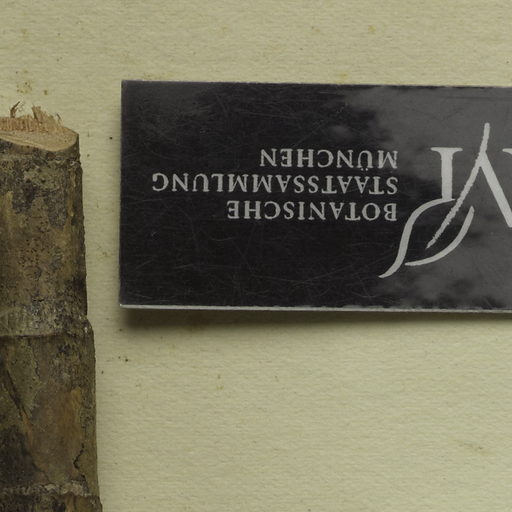 BOTANISCHE
STAATSSAMMLUNG
MÜNCHEN
M